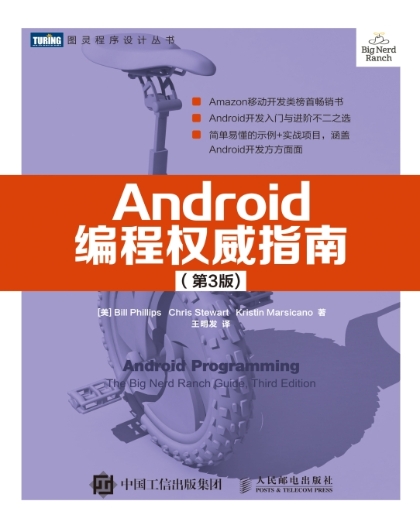 TURING 图灵程序设计丛书
Big Nerd
Ranch
Amazon移动开发类榜首畅销书
Android开发入门与进阶不二之选
简单易懂的示例+实战项目，涵盖
Android开发方方面面
Android
编程权威指南
（第3版）
[美] Bill Phillips Chris Stewart Kristin Marsicano 著
王明发 译
Android Programming
The Big Nerd Ranch Guide, Third Edition
中国工信出版集团
人民邮电出版社
POSTS & TELECOM PRESS